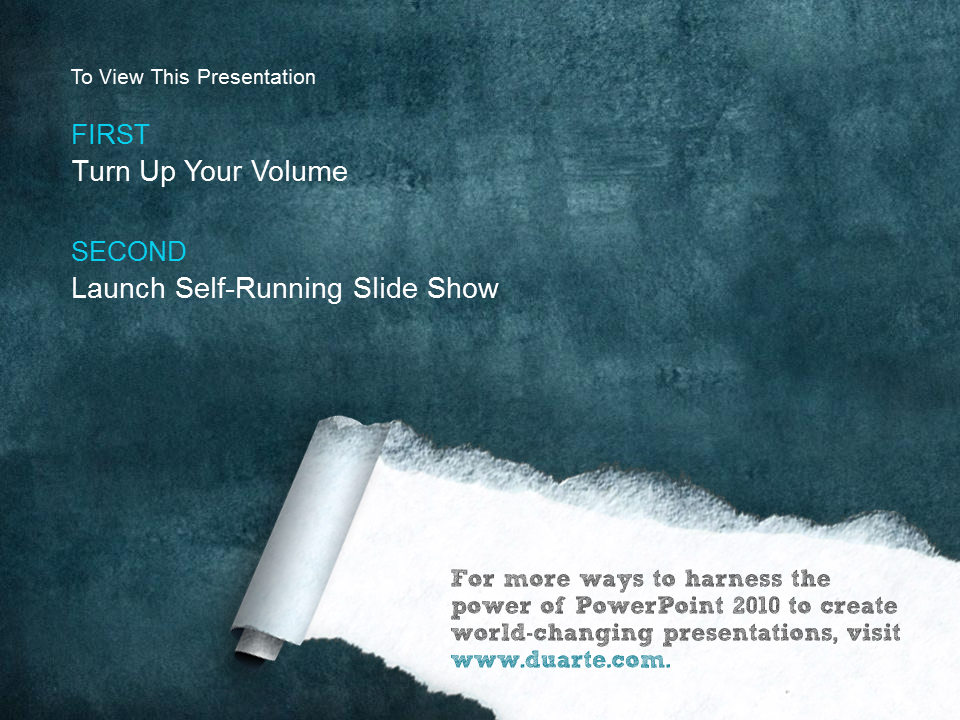 To View This Presentation
FIRST
Turn Up Your Volume
SECOND
Launch Self-Running Slide Show
For more ways to harness the
power of PowerPoint 2010 to create
world-changing presentations, visit
www.duarte.com.